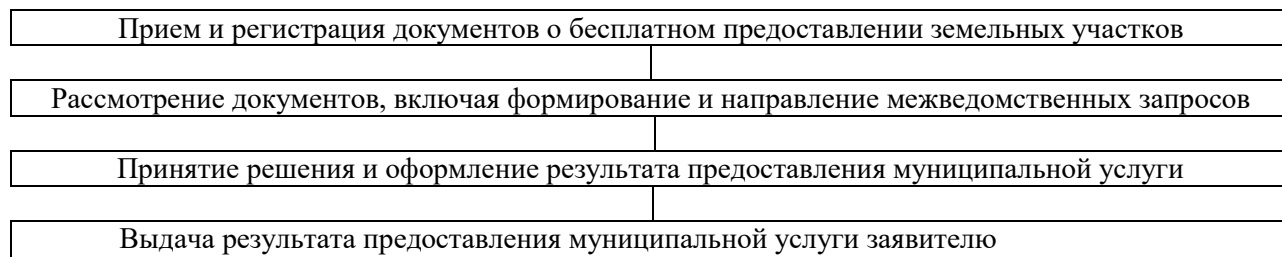 Прием и регистрация документов о бесплатном предоставлении земельных участков
Рассмотрение документов, включая формирование и направление межведомственных запросов
Принятие решения и оформление результата предоставления муниципальной услуги
Выдача результата предоставления муниципальной услуги заявителю